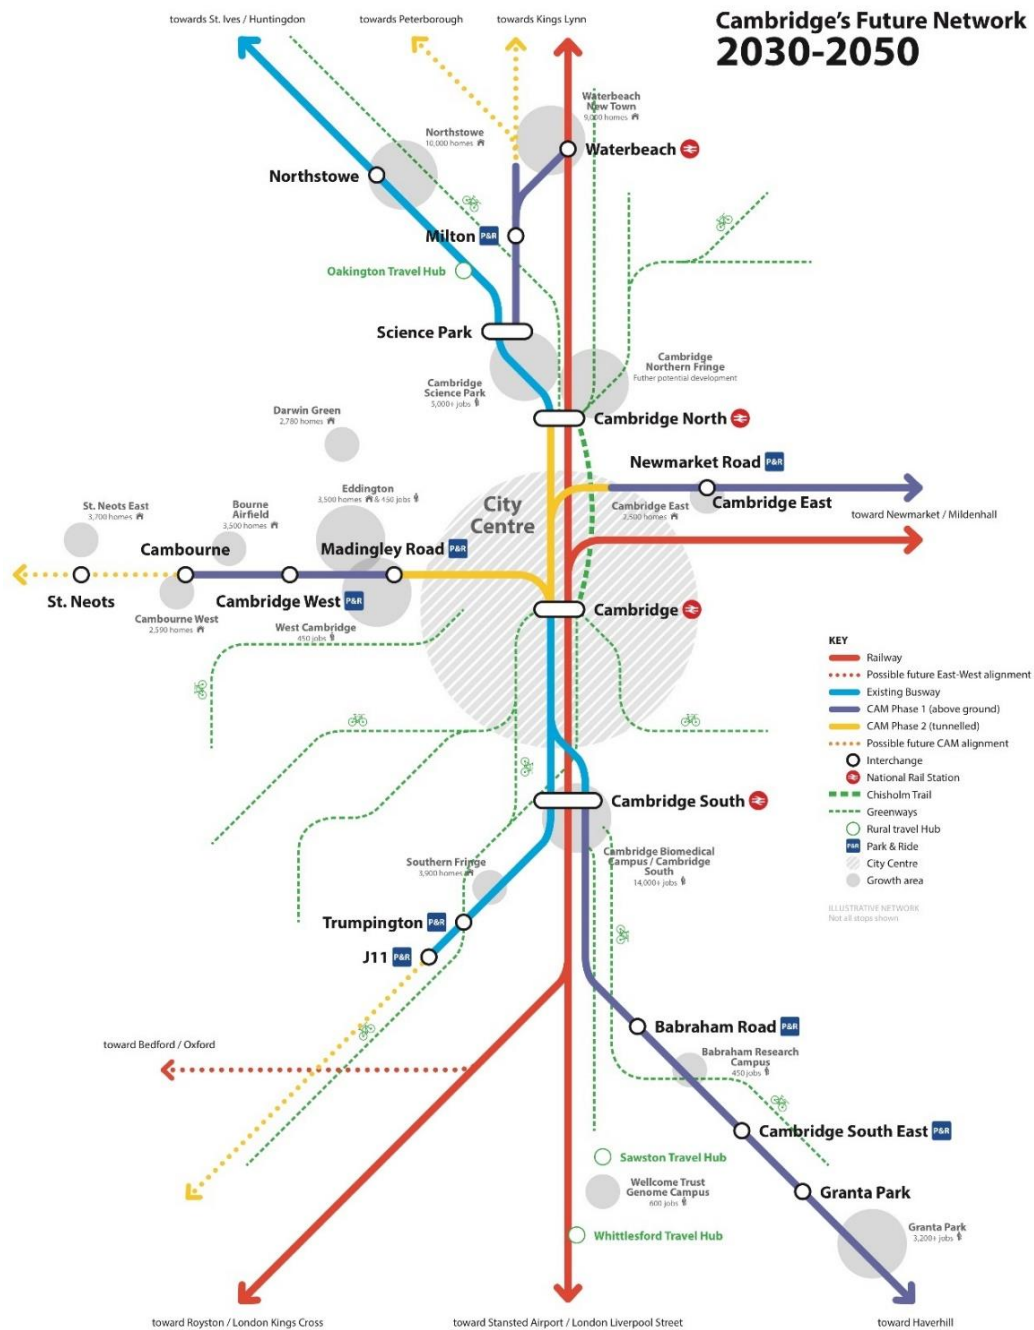 Cambridge's Future Network
2030-2050
towards St. Ives / Huntingdon
towards Peterborough
towards Kings Lynn
Waterbeach
New Town
9,000 homes
Northstowe
10,000 homes
Waterbeach
Northstowe
Milton
P&R
Oakington Travel Hub
Science Park
Cambridge
Northern Fringe
Futher potential development
Cambridge
Science Park
5,000+ jobs
Darwin Green
2,780 homes
Cambridge North
Newmarket Road P&R
Eddington
3,500 homes & 450 jobs
City
Centre
Cambridge East
Cambridge East
2,500 homes
toward Newmarket / Mildenhall
St. Neots East
3,700 homes
Bourne
Airfield
3,500 homes
Cambourne
Madingley Road P&R
St. Neots
Cambridge West P&R
Cambridge
Cambourne West
2,590 homes
West Cambridge
450 jobs
KEY
Railway
Possible future East-West alignment
Existing Busway
CAM Phase 1 (above ground)
CAM Phase 2 (tunnelled)
Possible future CAM alignment
Interchange
National Rail Station
Chisholm Trail
Greenways
Rural travel Hub
P&R Park & Ride
City Centre
Growth area
ILLUSTRATIVE NETWORK
Not all stops shown
Cambridge South
Cambridge Biomedical
Campus / Cambridge
South
14,000+ jobs
Southern Fringe
3,900 homes
Trumpington P&R
J11 P&R
Babraham Road P&R
toward Bedford / Oxford
Babraham Research
Campus
450 jobs
Cambridge South East P&R
Sawston Travel Hub
Wellcome Trust
Genome Campus
600 jobs
Granta Park
Whittlesford Travel Hub
Granta Park
3,200+ jobs
toward Royston / London Kings Cross
toward Stansted Airport / London Liverpool Street
toward Haverhill